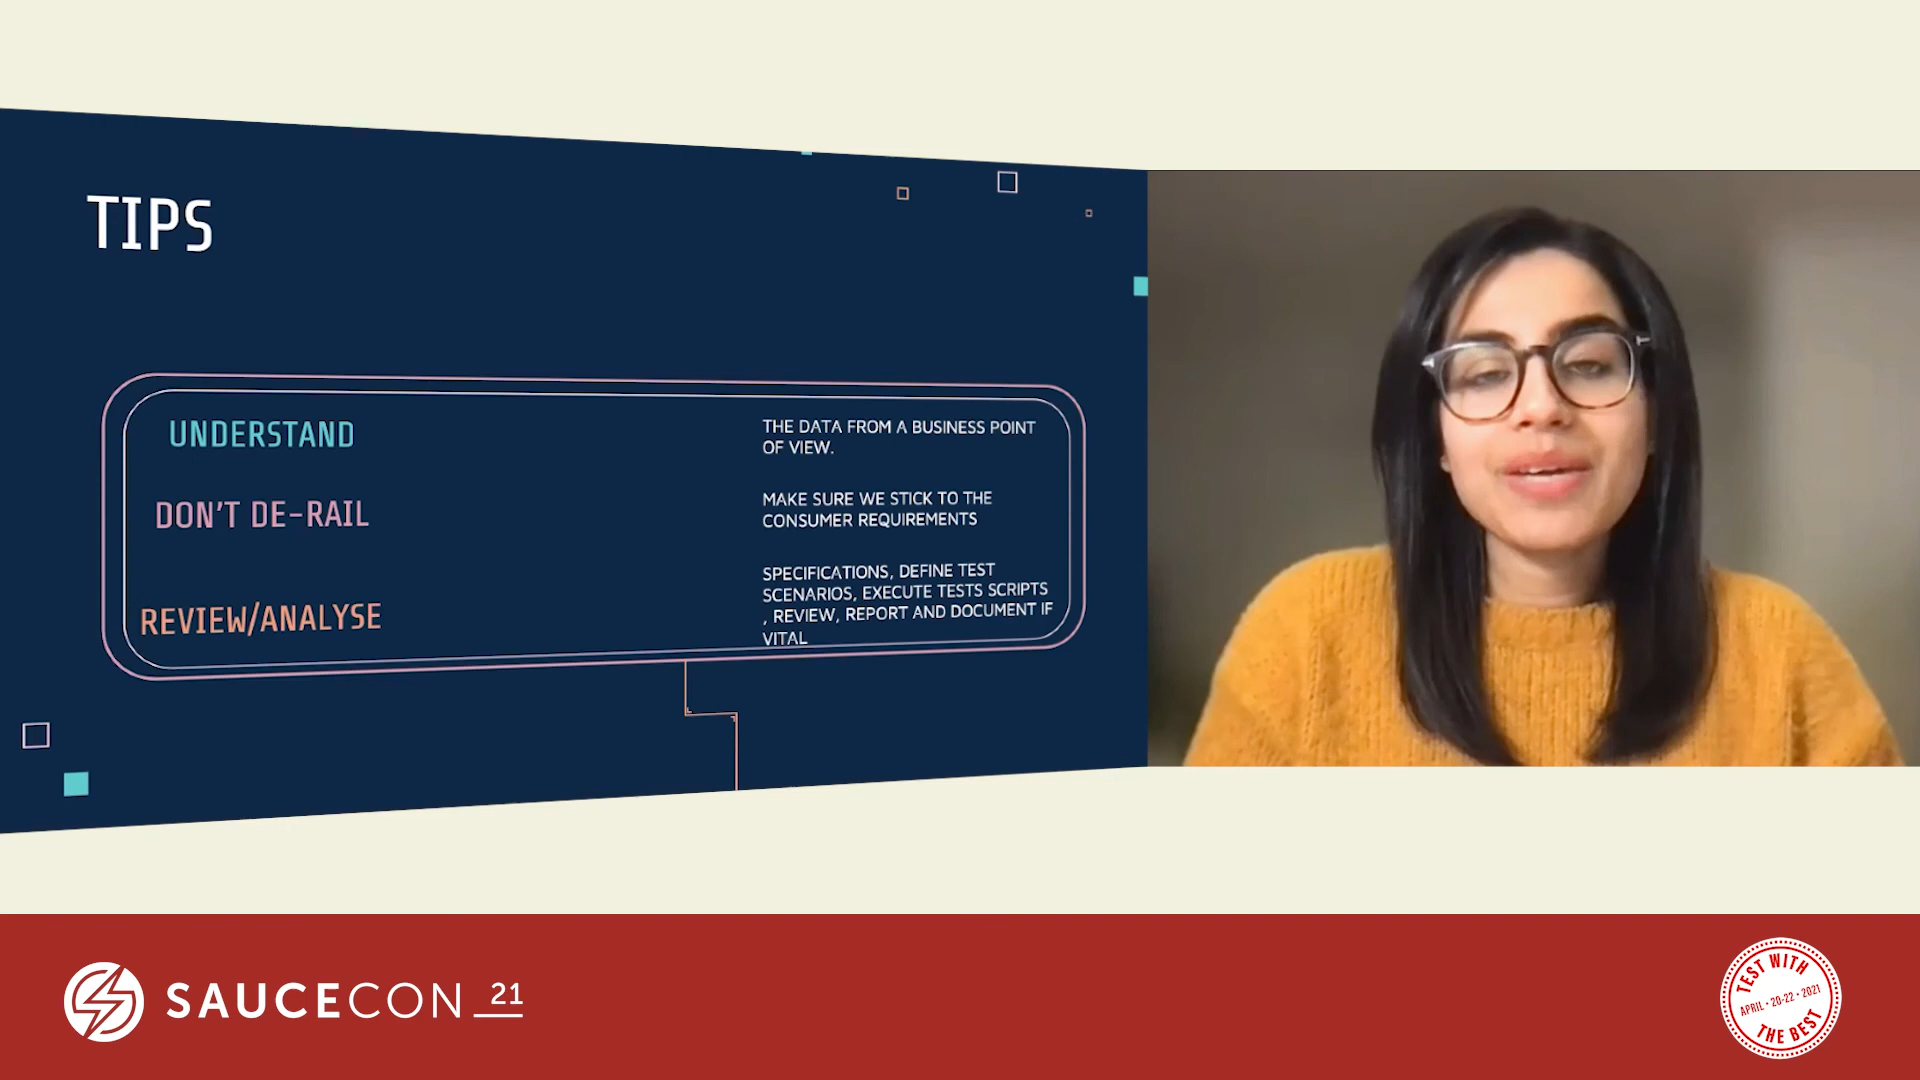 TIPS
UNDERSTAND
THE DATA FROM A BUSINESS POINT
OF VIEW.
DON'T DE-RAIL
MAKE SURE WE STICK TO THE
CONSUMER REQUIREMENTS
REVIEW/ANALYSE
SPECIFICATIONS, DEFINE TEST
SCENARIOS, EXECUTE TESTS SCRIPTS
, REVIEW, REPORT AND DOCUMENT IF
VITAL
SAUCECON 21
TEST WITH
APRIL • 20-22 • 2021
THE BEST